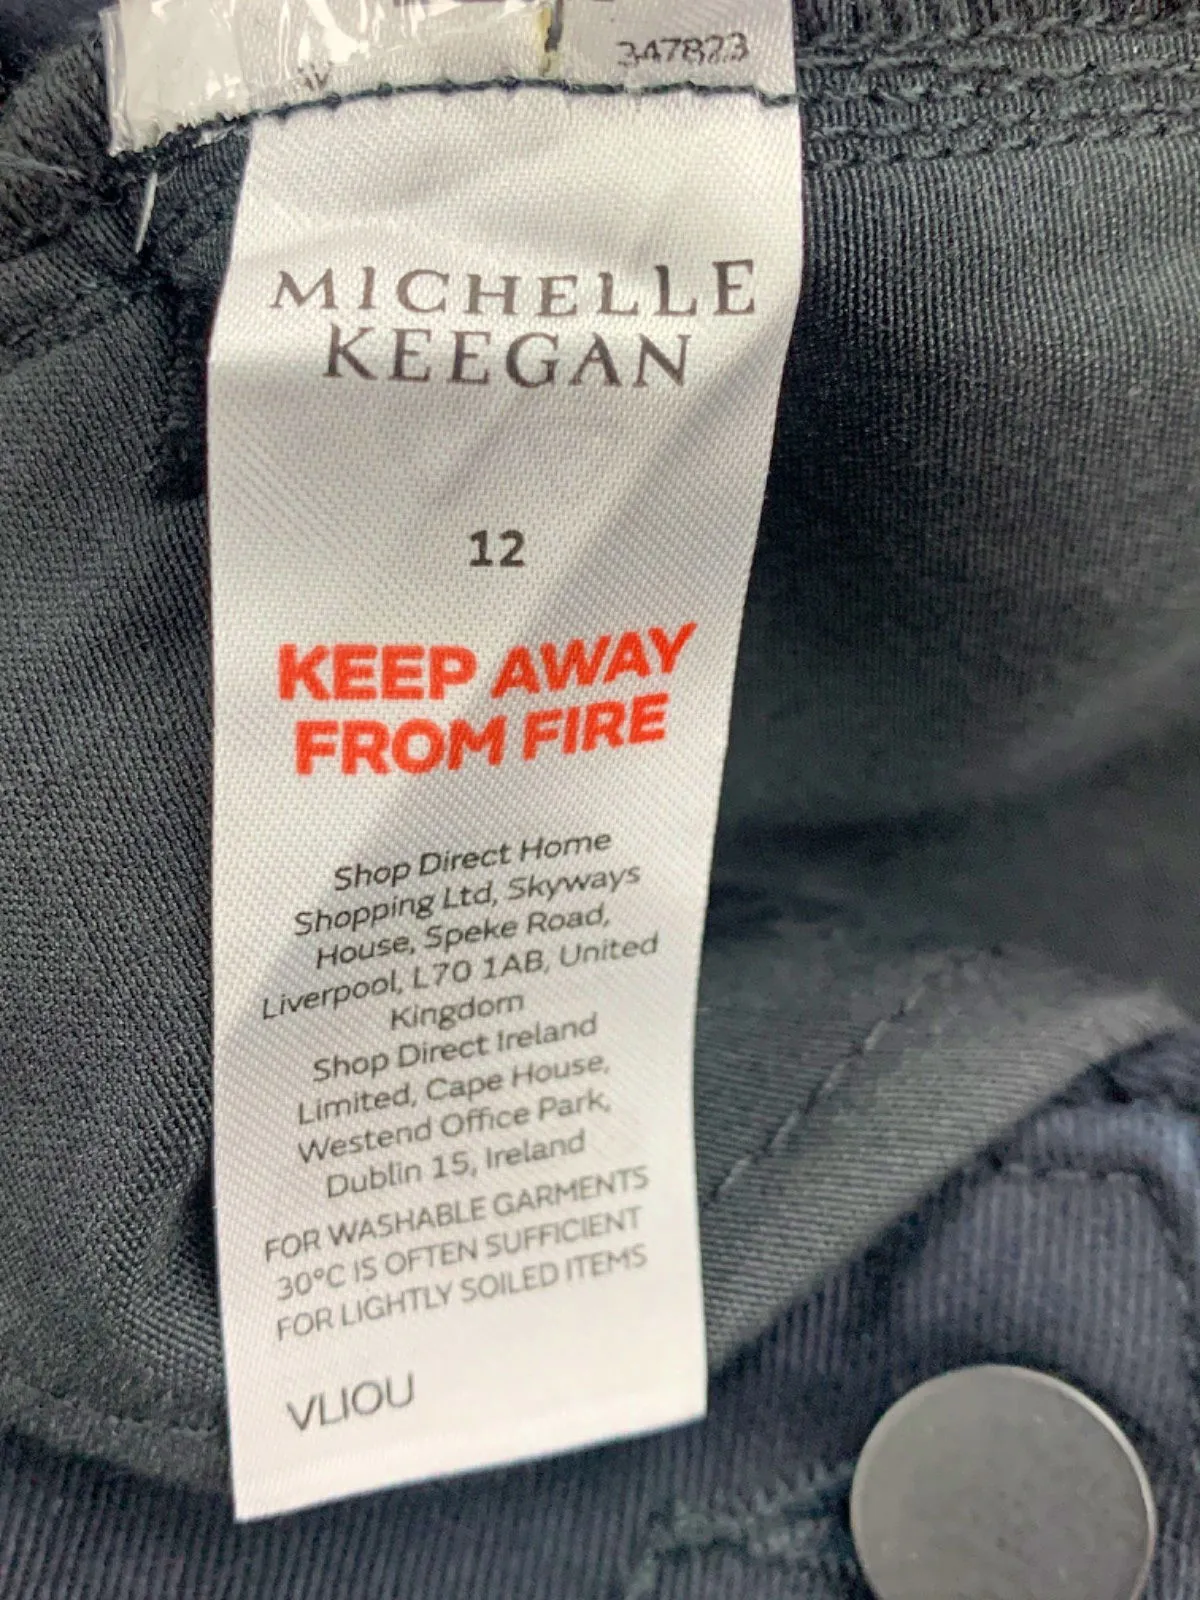 347823
MICHELLE
KEEGAN
12
KEEP AWAY
FROM FIRE
Shop Direct Home
Shopping Ltd, Skyways
House, Speke Road,
Liverpool, L70 1AB, United
Kingdom
Shop Direct Ireland
Limited, Cape House,
Westend Office Park,
Dublin 15, Ireland
FOR WASHABLE GARMENTS
30°C IS OFTEN SUFFICIENT
FOR LIGHTLY SOILED ITEMS
VLIOU